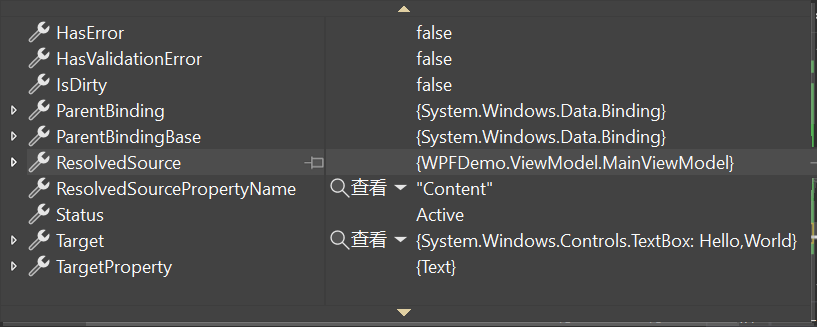 HasError false
HasValidationError false
IsDirty false
ParentBinding {System.Windows.Data.Binding}
ParentBindingBase {System.Windows.Data.Binding}
ResolvedSource {WPFDemo.ViewModel.MainViewModel}
ResolvedSourcePropertyName 查看 "Content"
Status Active
Target 查看 {System.Windows.Controls.TextBox: Hello,World}
TargetProperty {Text}